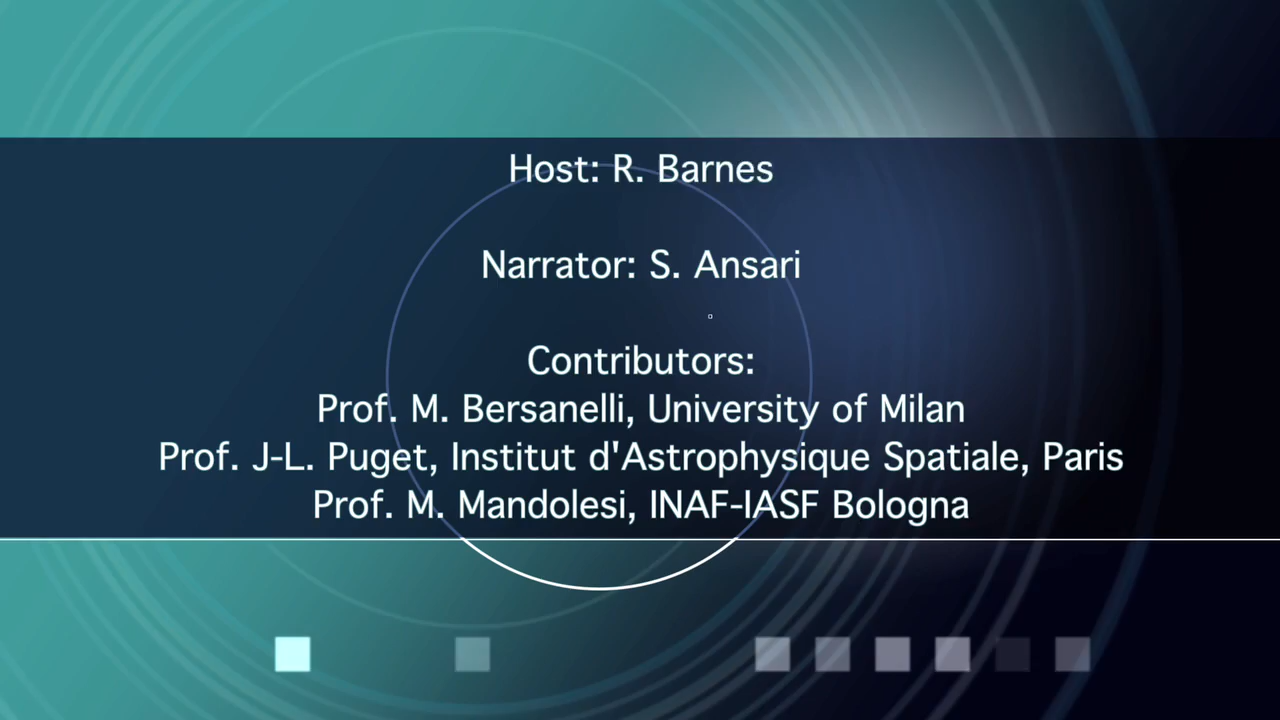 Host: R. Barnes
Narrator: S. Ansari
Contributors:
Prof. M. Bersanelli, University of Milan
Prof. J-L. Puget, Institut d'Astrophysique Spatiale, Paris
Prof. M. Mandolesi, INAF-IASF Bologna